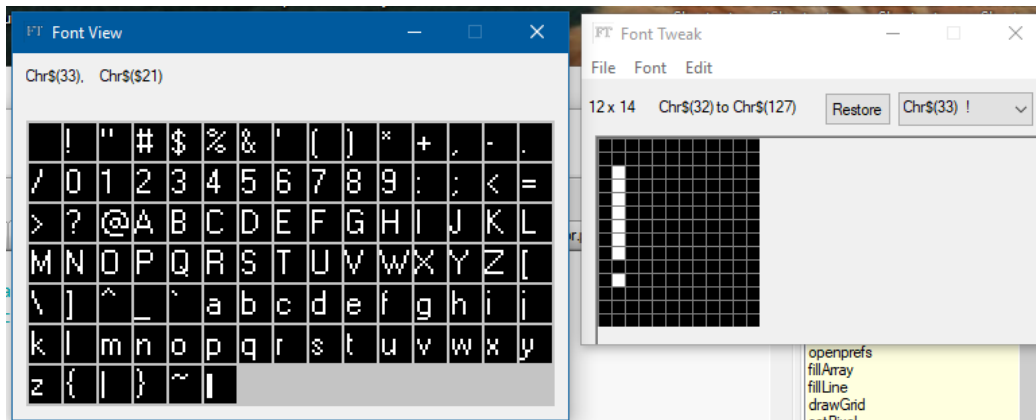 FT Font View
Chr$(33), Chr$($21)
! " # $ % & ' ( ) * + , - .
/ 0 1 2 3 4 5 6 7 8 9 : ; < =
> ? @ A B C D E F G H I J K L
M N O P Q R S T U V W X Y Z [
\ ] ^ _ ` a b c d e f g h i j
k l m n o p q r s t u v w x y
z { | } ~
FT Font Tweak
File Font Edit
12 x 14 Chr$(32) to Chr$(127) Restore Chr$(33) !
openprefs
fillArray
fillLine
drawGrid